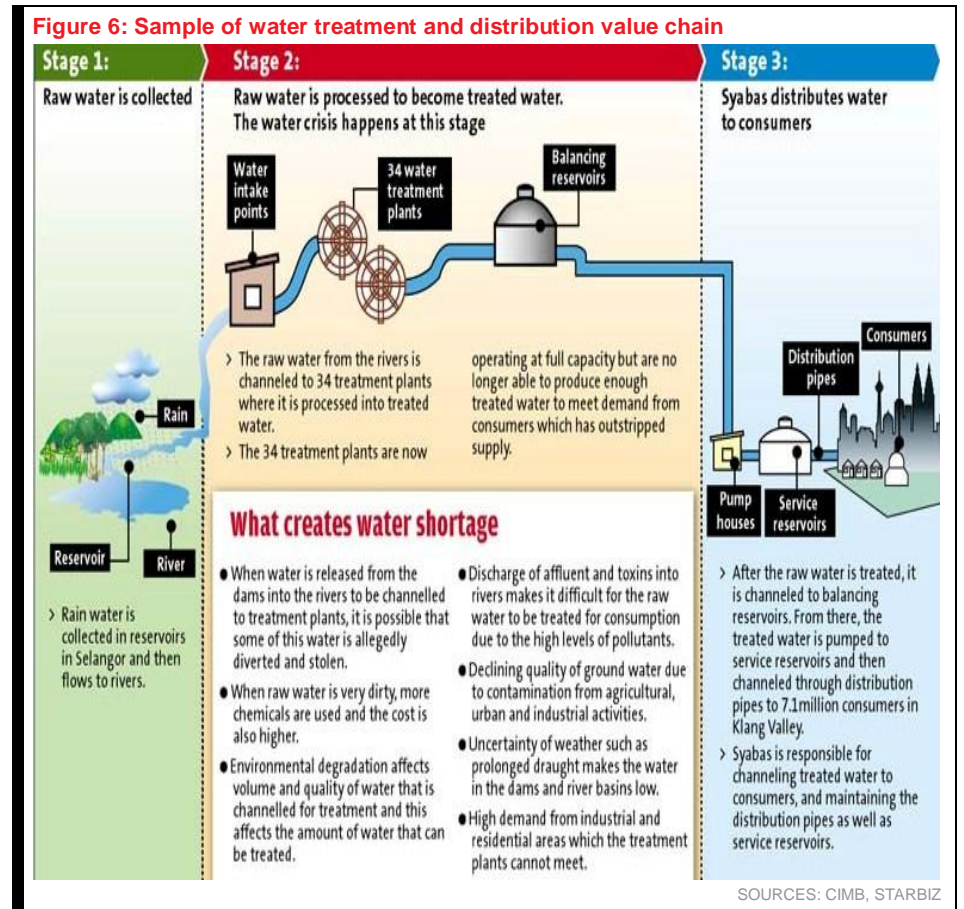 Figure 6: Sample of water treatment and distribution value chain
Stage 1:
Raw water is collected
Stage 2:
Raw water is processed to become treated water.
The water crisis happens at this stage
Stage 3:
Syabas distributes water
to consumers
Water
intake
points
34 water
treatment
plants
Balancing
reservoirs
Rain
Reservoir
River
> Rain water is
collected in reservoirs
in Selangor and then
flows to rivers.
> The raw water from the rivers is
channeled to 34 treatment plants
where it is processed into treated
water.
> The 34 treatment plants are now
operating at full capacity but are no
longer able to produce enough
treated water to meet demand from
consumers which has outstripped
supply.
What creates water shortage
● When water is released from the
dams into the rivers to be channelled
to treatment plants, it is possible that
some of this water is allegedly
diverted and stolen.
● When raw water is very dirty, more
chemicals are used and the cost is
also higher.
● Environmental degradation affects
volume and quality of water that is
channelled for treatment and this
affects the amount of water that can
be treated.
● Discharge of affluent and toxins into
rivers makes it difficult for the raw
water to be treated for consumption
due to the high levels of pollutants.
● Declining quality of ground water due
to contamination from agricultural,
urban and industrial activities.
● Uncertainty of weather such as
prolonged draught makes the water
in the dams and river basins low.
● High demand from industrial and
residential areas which the treatment
plants cannot meet.
Consumers
Distribution
pipes
Pump
houses
Service
reservoirs
> After the raw water is treated, it
is channeled to balancing
reservoirs. From there, the
treated water is pumped to
service reservoirs and then
channeled through distribution
pipes to 7.1million consumers in
Klang Valley.
> Syabas is responsible for
channeling treated water to
consumers, and maintaining the
distribution pipes as well as
service reservoirs.
SOURCES: CIMB, STARBIZ